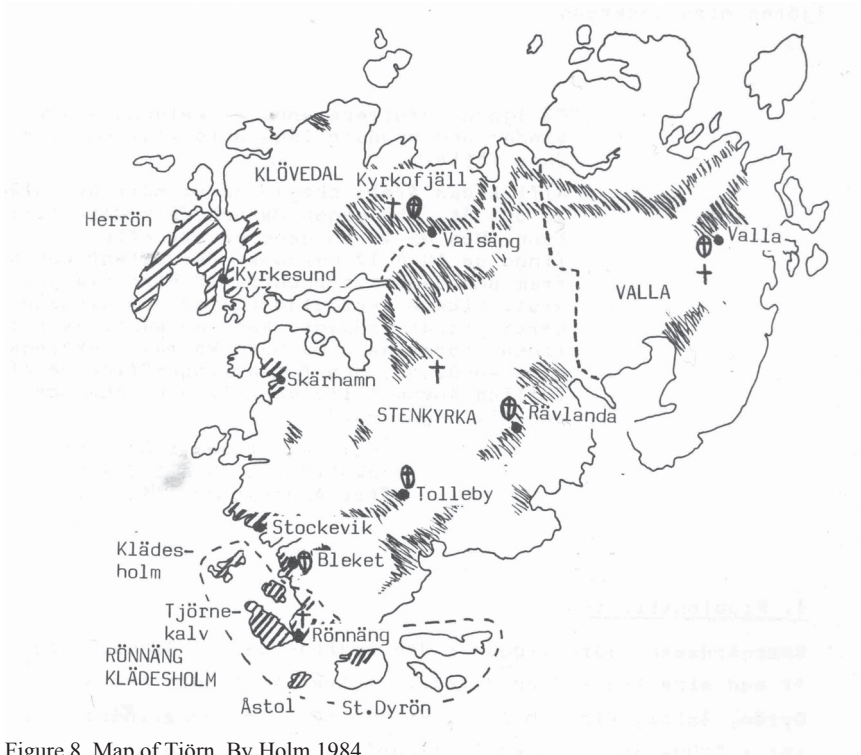 KLÖVEDAL
Kyrkofjäll
Herrön
Valsäng
Valla
Kyrkesund
VALLA
Skärhamn
STENKYRKA
Rävlanda
Tolleby
Stockevik
Klädes-
holm
Bleket
Tjörne-
kalv
Rönnäng
RÖNNÄNG
KLÄDESHOLM
Åstol
St.Dyrön
Figure 8. Map of Tjörn. By Holm 1984